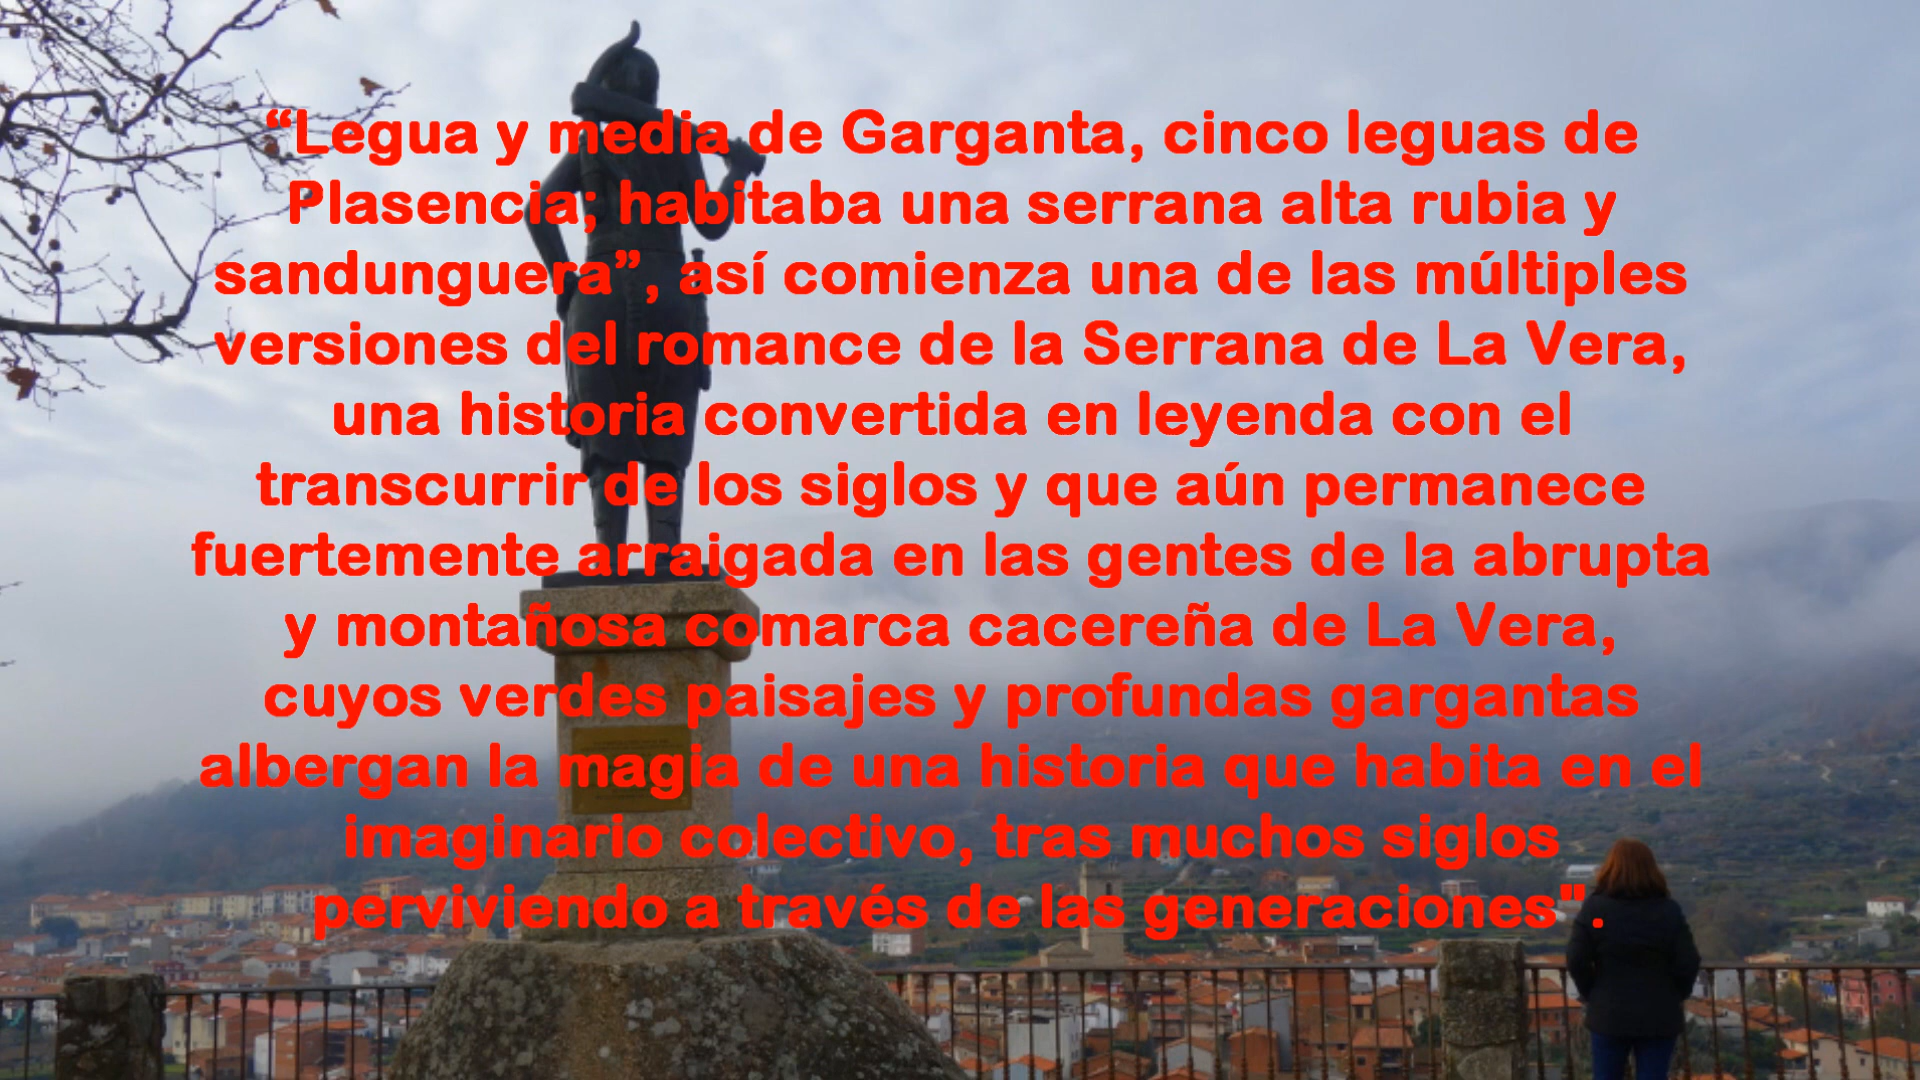 “Legua y media de Garganta, cinco leguas de
Plasencia; habitaba una serrana alta rubia y
sandunguera”, así comienza una de las múltiples
versiones del romance de la Serrana de La Vera,
una historia convertida en leyenda con el
transcurrir de los siglos y que aún permanece
fuertemente arraigada en las gentes de la abrupta
y montañosa comarca cacereña de La Vera,
cuyos verdes paisajes y profundas gargantas
albergan la magia de una historia que habita en el
imaginario colectivo, tras muchos siglos
perviviendo a través de las generaciones".